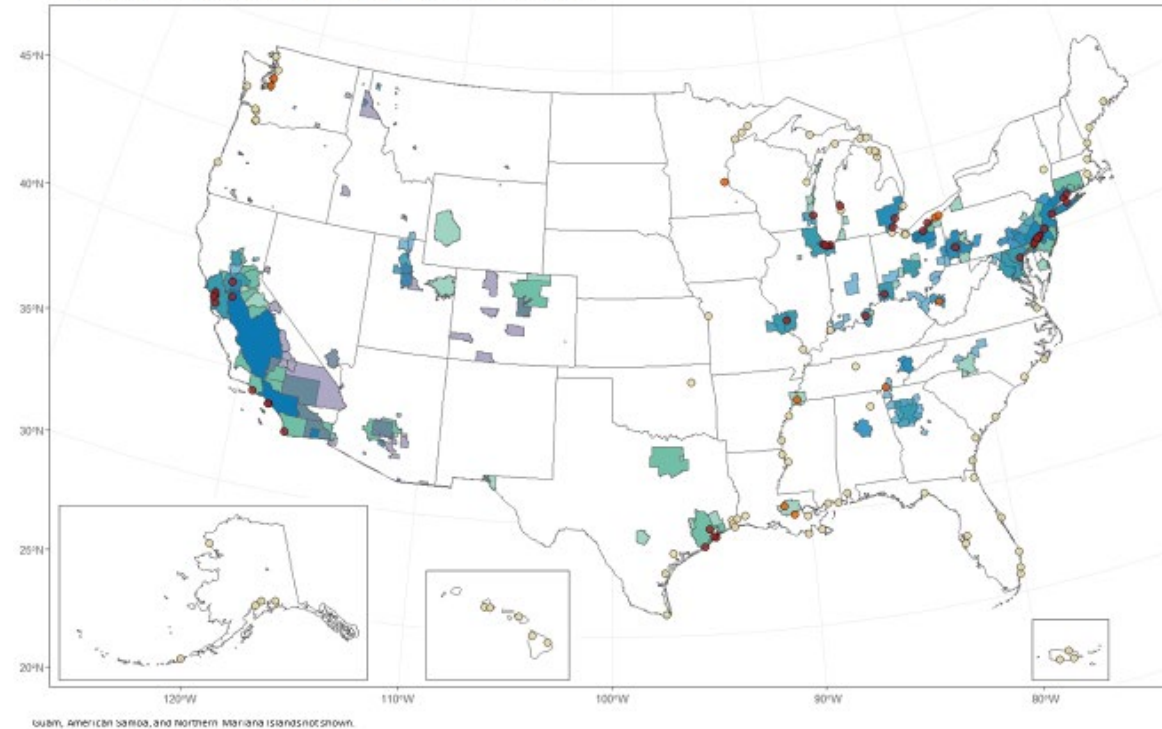 45°N
40°N
35°N
30°N
25°N
20°N
120°W
110°W
100°W
90°W
80°W
Guam, American Samoa, and Northern Mariana Islands not shown.